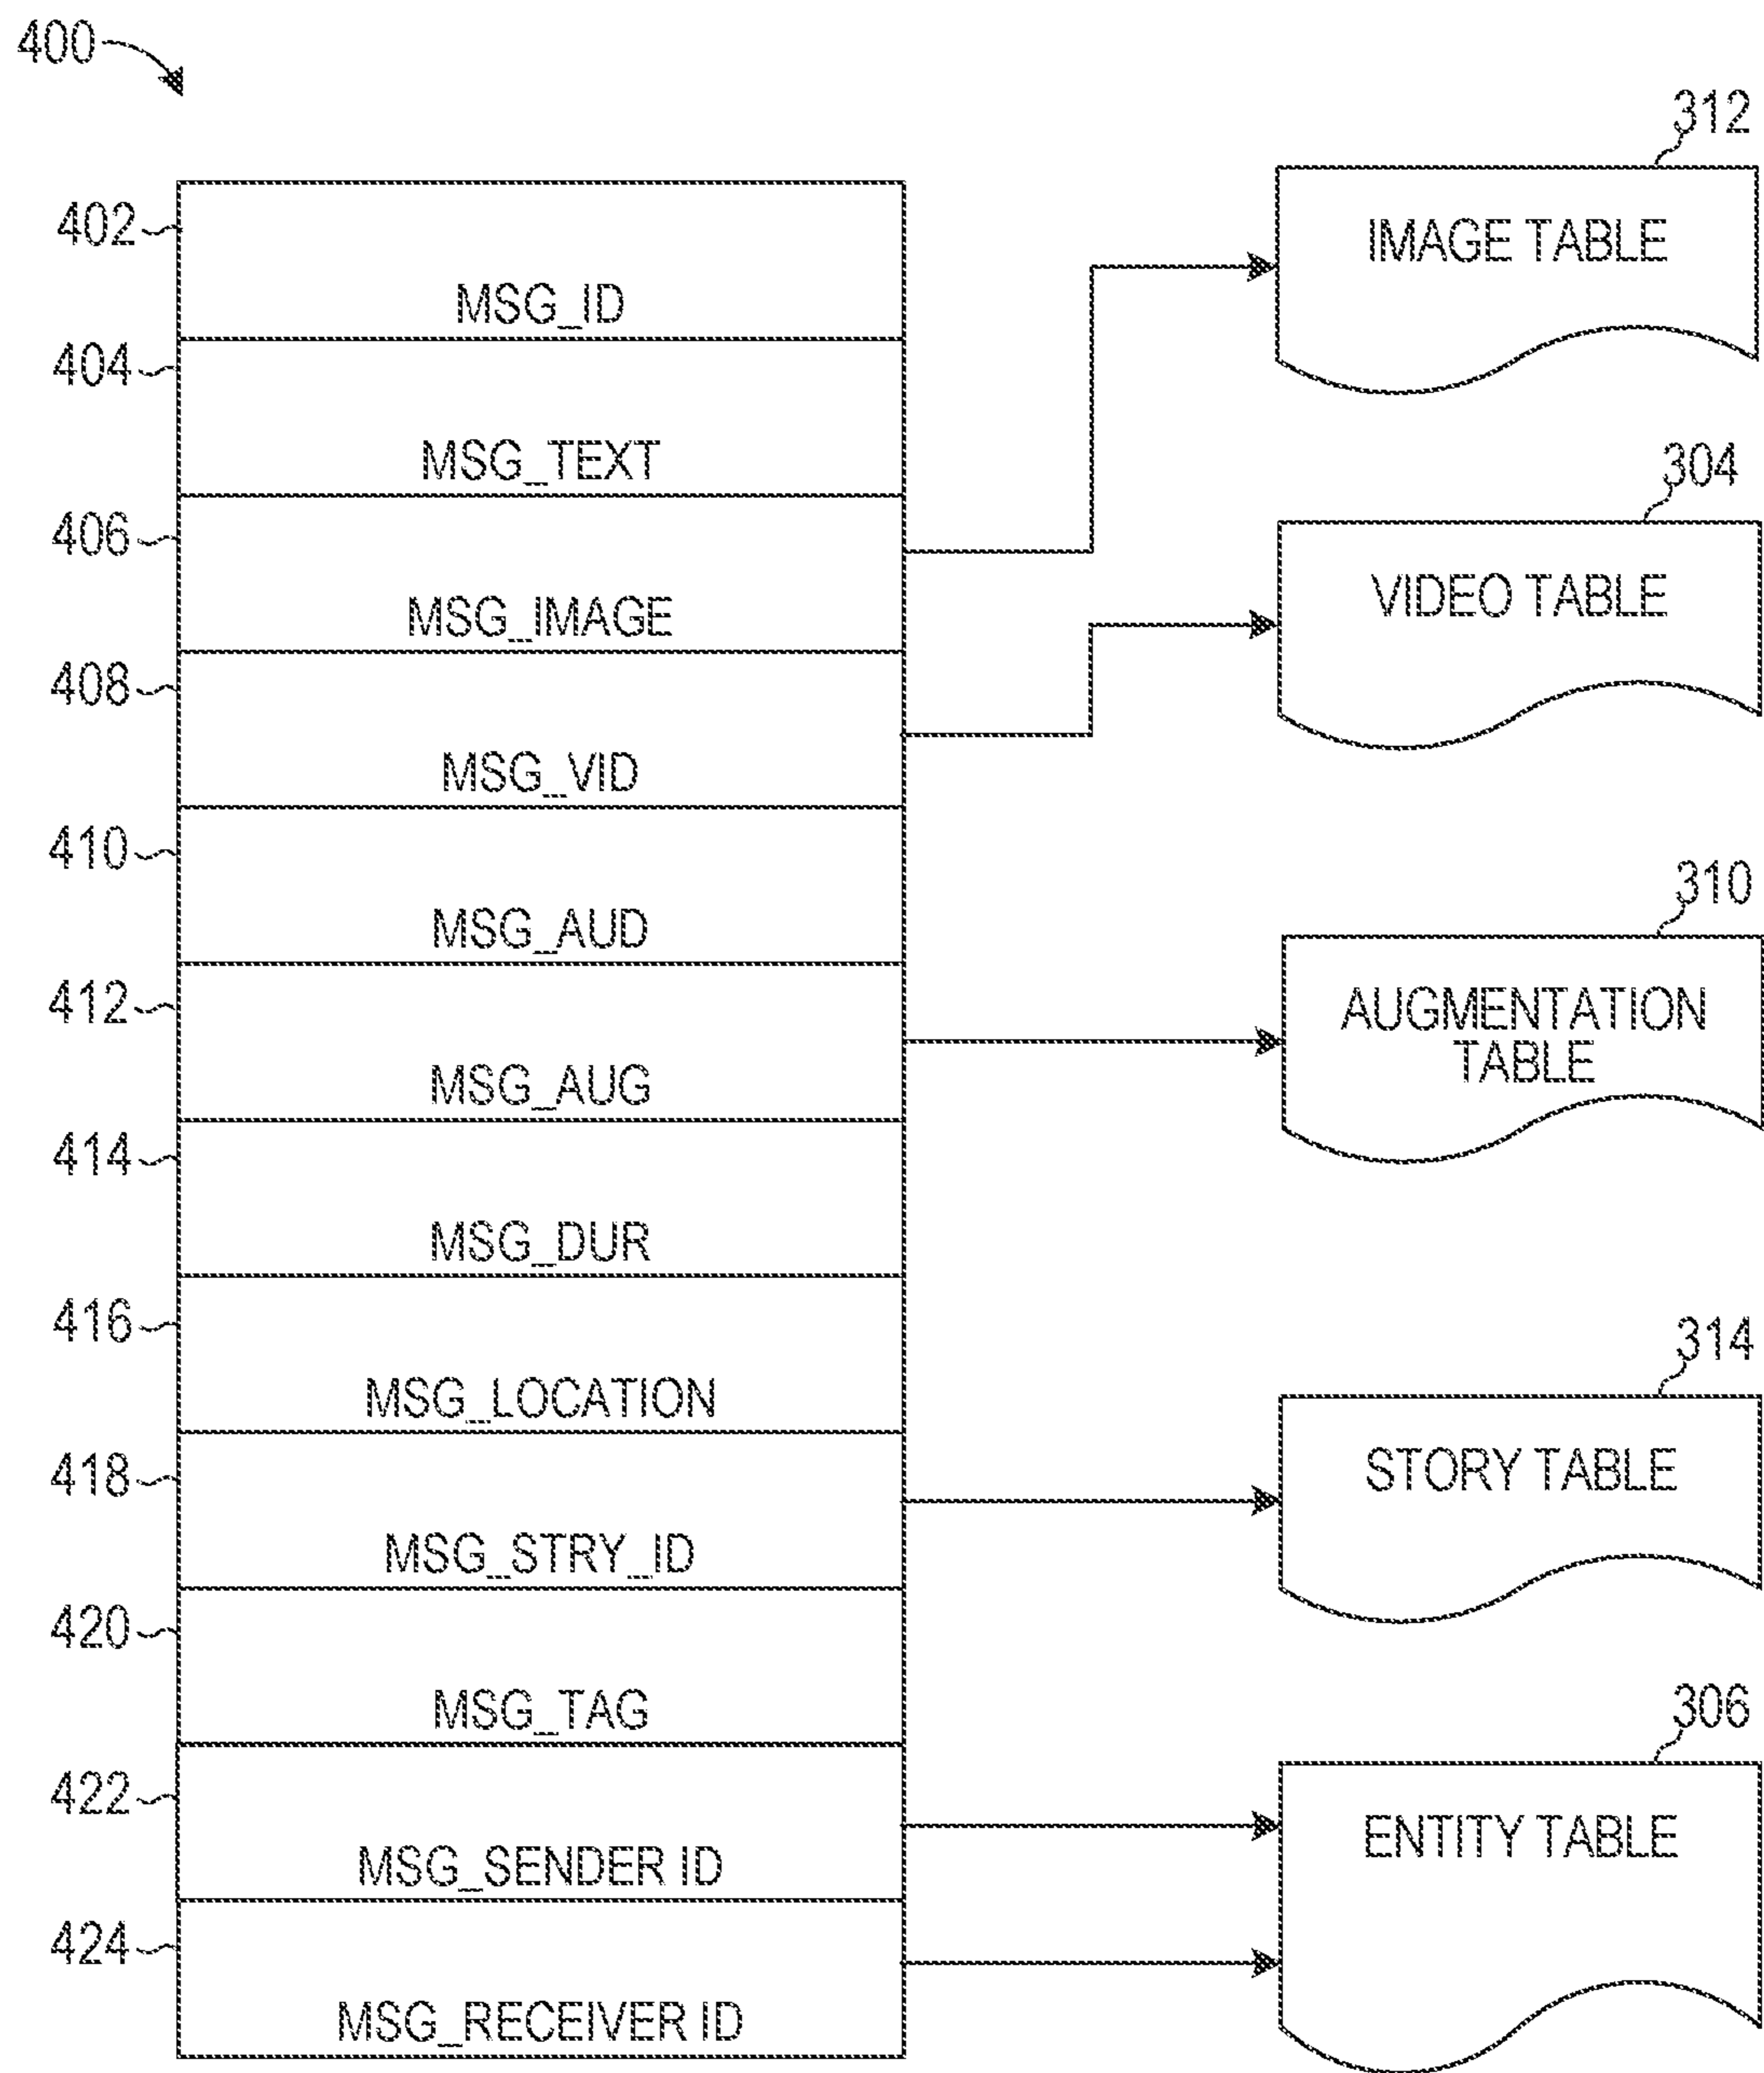 400
312
402
IMAGE TABLE
MSG_ID
404
MSG_TEXT
304
406
VIDEO TABLE
MSG_IMAGE
408
MSG_VID
410
310
MSG_AUD
412
AUGMENTATION
TABLE
MSG_AUG
414
MSG_DUR
416
314
MSG_LOCATION
418
STORY TABLE
MSG_STRY_ID
420
MSG_TAG
306
422
ENTITY TABLE
MSG_SENDER ID
424
MSG_RECEIVER ID